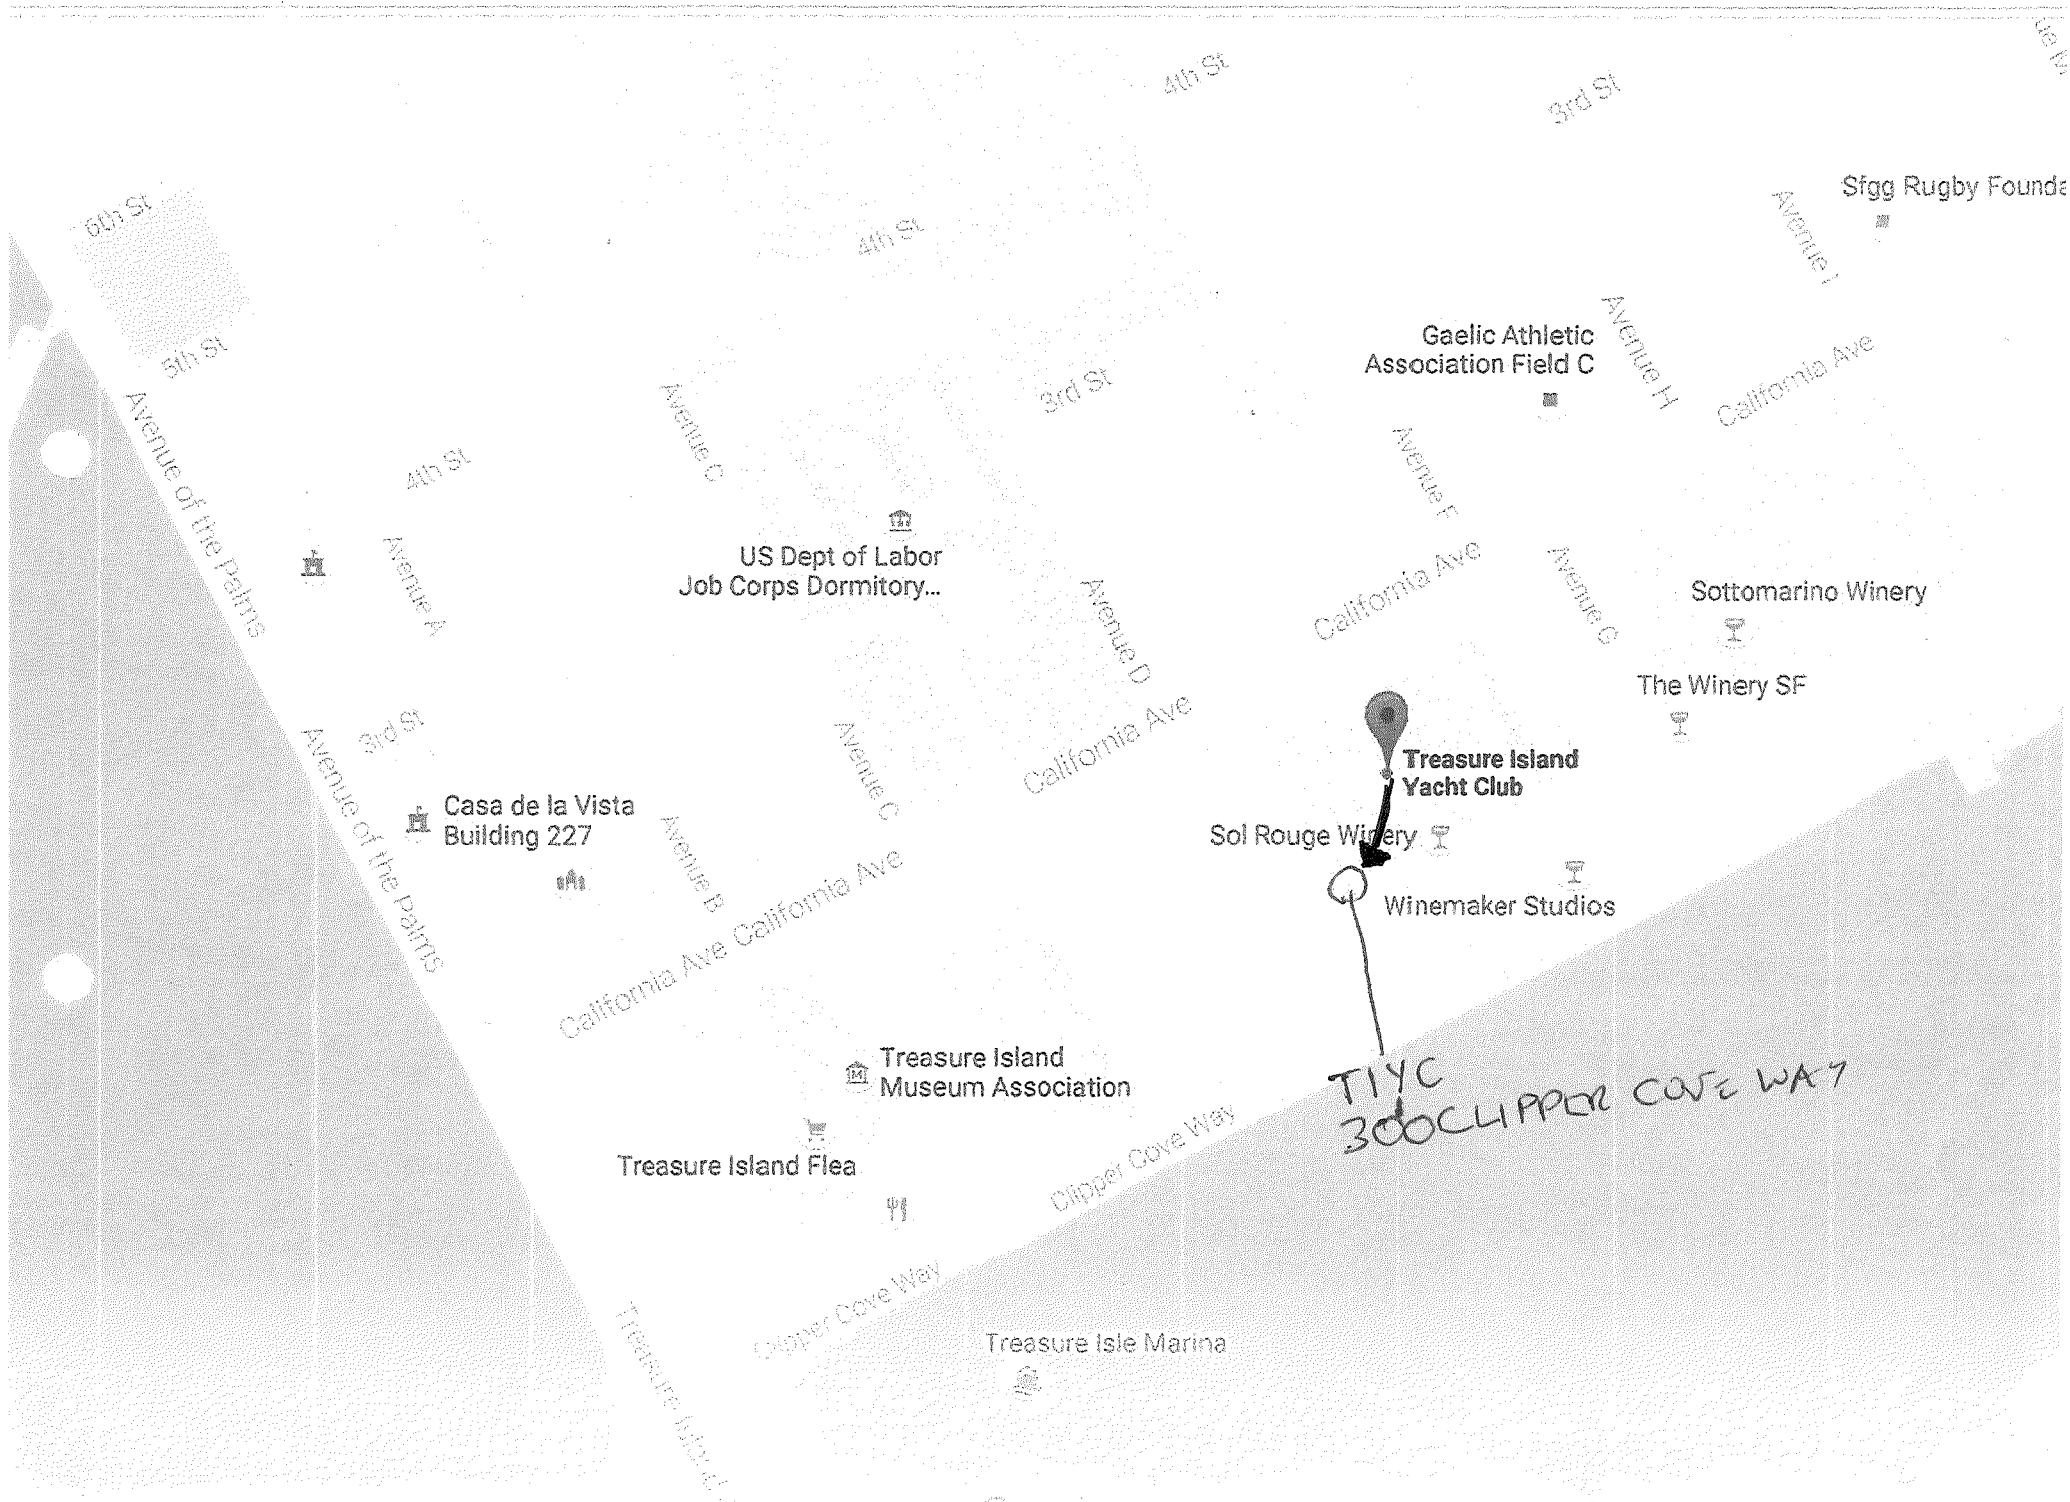 4th St
3rd St
Sfgg Rugby Founda
6th St
4th St
Avenue I
5th St
Gaelic Athletic
Association Field C
Avenue H
California Ave
3rd St
Avenue of the Palms
Avenue C
4th St
Avenue F
US Dept of Labor
Job Corps Dormitory...
Avenue A
California Ave
Avenue G
Sottomarino Winery
Avenue D
The Winery SF
3rd St
California Ave
Treasure Island
Yacht Club
Avenue of the Palms
Casa de la Vista
Building 227
Avenue C
Sol Rouge Winery
Avenue B
California Ave
Winemaker Studios
California Ave
Treasure Island
Museum Association
TIYC
300 CLIPPER COVE WAY
Clipper Cove Way
Treasure Island Flea
Clipper Cove Way
Treasure Isle Marina
Treasure Island